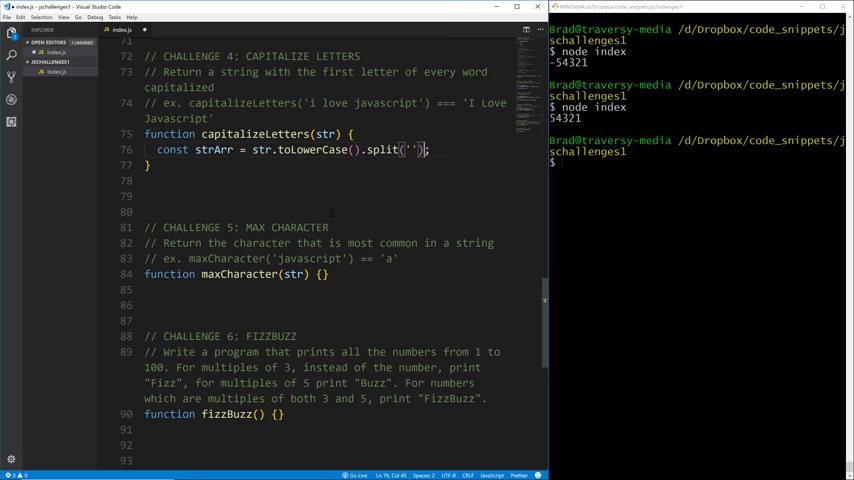 index.js - Visual Studio Code
File Edit Selection View Go Debug Tasks Help
EXPLORER
OPEN EDITORS 1 UNSAVED
index.js
JSCHALLENGES1
index.js
index.js
71
72 // CHALLENGE 4: CAPITALIZE LETTERS
73 // Return a string with the first letter of every word
capitalized
74 // ex. capitalizeLetters('i love javascript') === 'I Love
Javascript'
75 function capitalizeLetters(str) {
76 const strArr = str.toLowerCase().split('');
77 }
78
79
80
81 // CHALLENGE 5: MAX CHARACTER
82 // Return the character that is most common in a string
83 // ex. maxCharacter('javascript') == 'a'
84 function maxCharacter(str) {}
85
86
87
88 // CHALLENGE 6: FIZZBUZZ
89 // Write a program that prints all the numbers from 1 to
100. For multiples of 3, instead of the number, print
"Fizz", for multiples of 5 print "Buzz". For numbers
which are multiples of both 3 and 5, print "FizzBuzz".
90 function fizzBuzz() {}
91
92
93
0 0 Go Live Ln 76, Col 45 Spaces: 2 UTF-8 CRLF JavaScript Prettier
MINGW64:/d/Dropbox/code_snippets/jschallenges1
Brad@traversy-media /d/Dropbox/code_snippets/j
schallenges1
$ node index
-54321
Brad@traversy-media /d/Dropbox/code_snippets/j
schallenges1
$ node index
54321
Brad@traversy-media /d/Dropbox/code_snippets/j
schallenges1
$